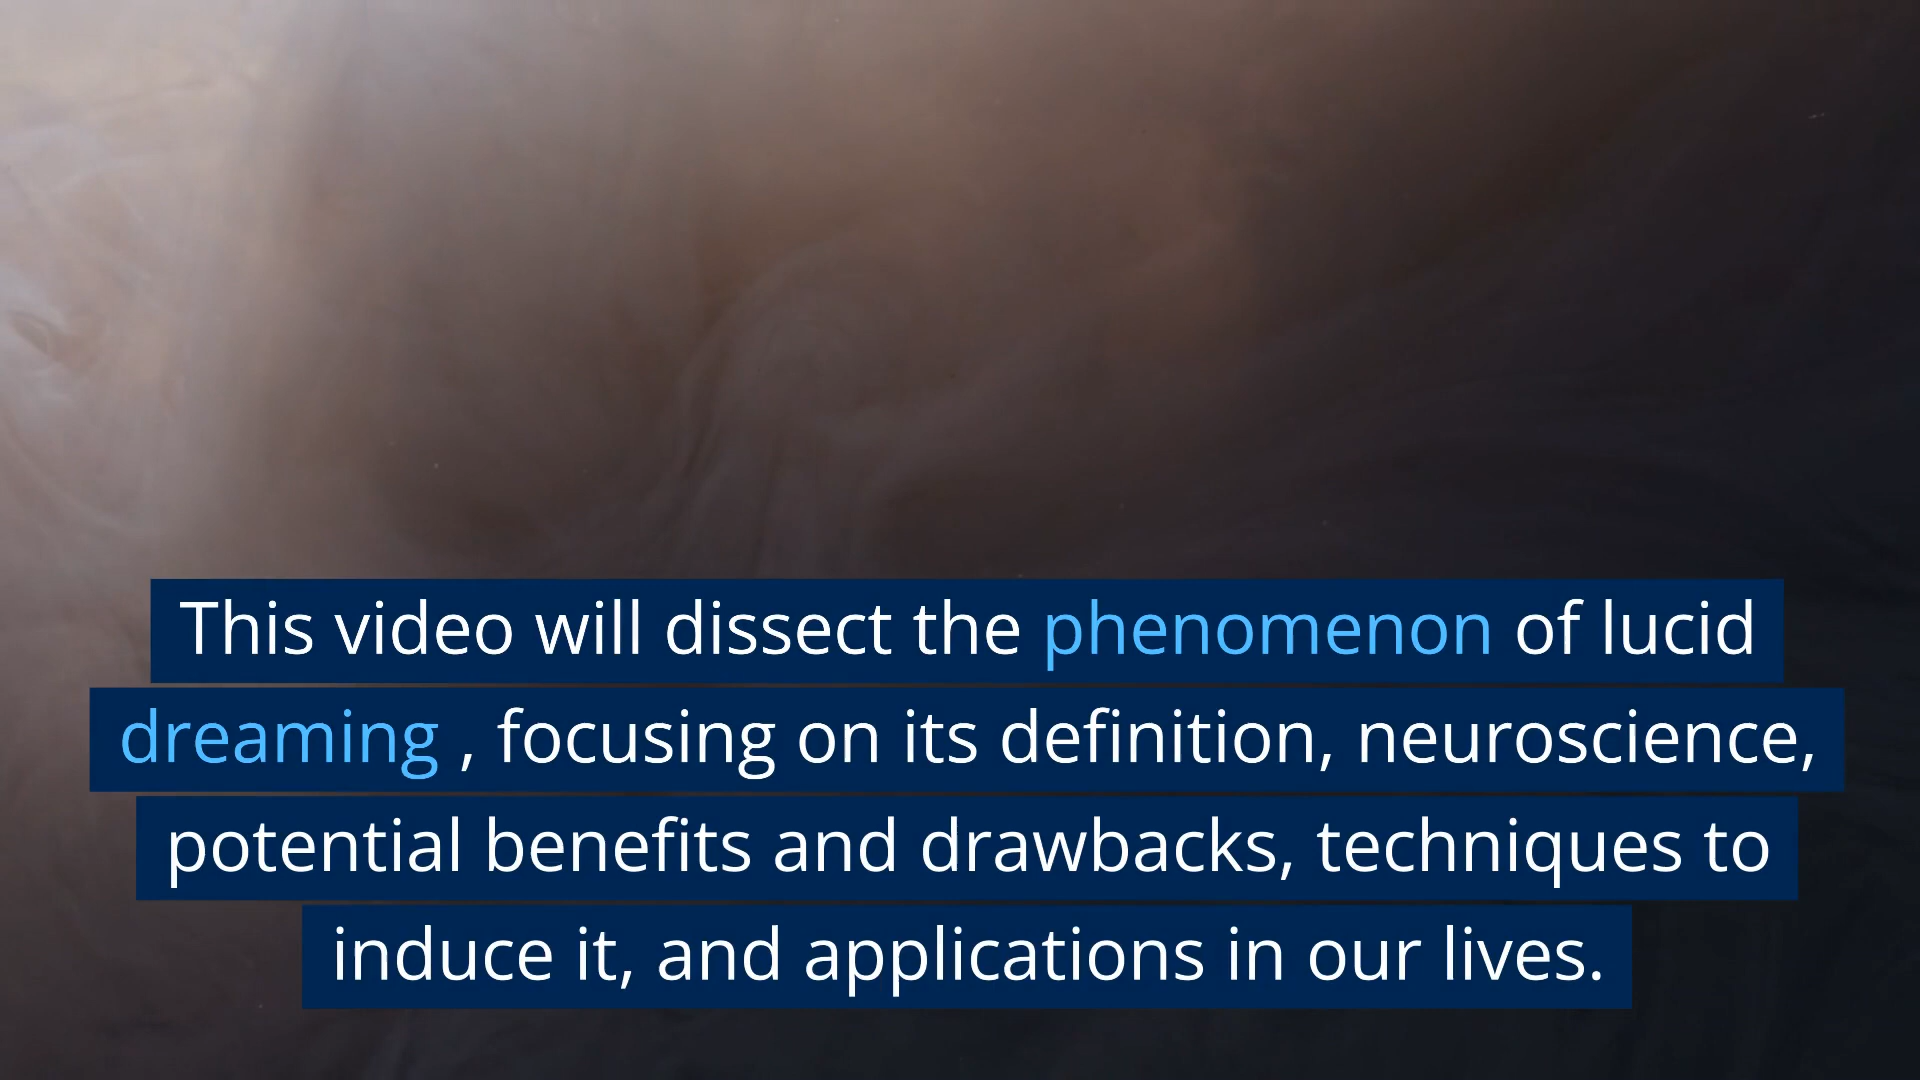 This video will dissect the phenomenon of lucid
dreaming , focusing on its definition, neuroscience,
potential benefits and drawbacks, techniques to
induce it, and applications in our lives.